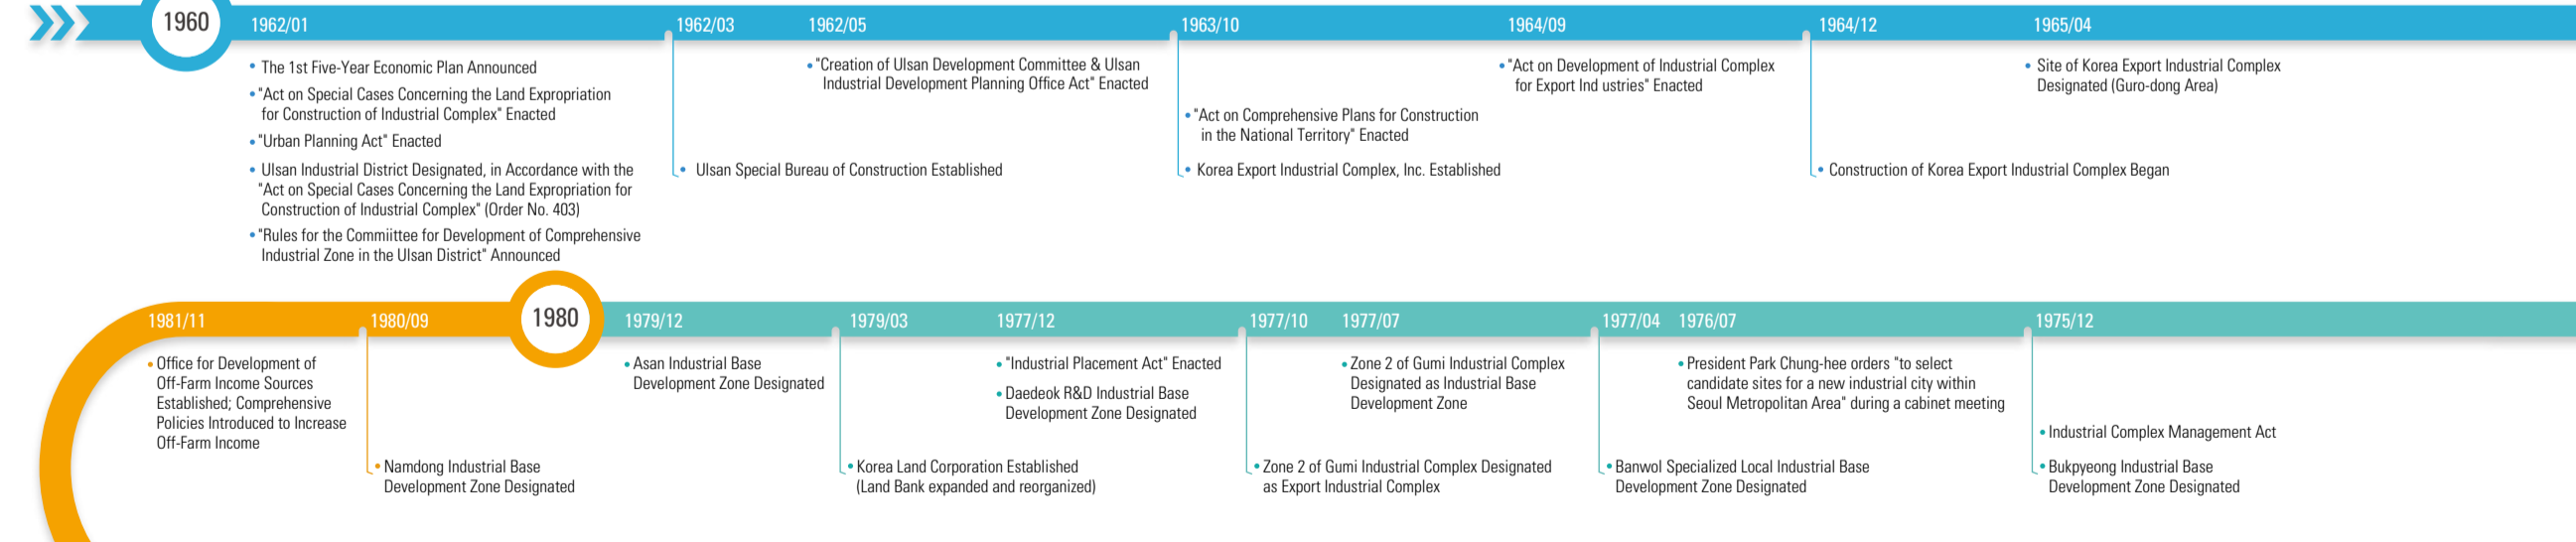 1960
1962/01
• The 1st Five-Year Economic Plan Announced
• "Act on Special Cases Concerning the Land Expropriation
for Construction of Industrial Complex" Enacted
• "Urban Planning Act" Enacted
• Ulsan Industrial District Designated, in Accordance with the
"Act on Special Cases Concerning the Land Expropriation for
Construction of Industrial Complex" (Order No. 403)
• "Rules for the Commiittee for Development of Comprehensive
Industrial Zone in the Ulsan District" Announced
1962/03
• Ulsan Special Bureau of Construction Established
1962/05
• "Creation of Ulsan Development Committee & Ulsan
Industrial Development Planning Office Act" Enacted
1963/10
• "Act on Comprehensive Plans for Construction
in the National Territory" Enacted
• Korea Export Industrial Complex, Inc. Established
1964/09
• "Act on Development of Industrial Complex
for Export Ind ustries" Enacted
1964/12
• Construction of Korea Export Industrial Complex Began
1965/04
• Site of Korea Export Industrial Complex
Designated (Guro-dong Area)
1981/11
• Office for Development of
Off-Farm Income Sources
Established; Comprehensive
Policies Introduced to Increase
Off-Farm Income
1980/09
• Namdong Industrial Base
Development Zone Designated
1980
1979/12
• Asan Industrial Base
Development Zone Designated
1979/03
• Korea Land Corporation Established
(Land Bank expanded and reorganized)
1977/12
• "Industrial Placement Act" Enacted
• Daedeok R&D Industrial Base
Development Zone Designated
1977/10
• Zone 2 of Gumi Industrial Complex Designated
as Export Industrial Complex
1977/07
• Zone 2 of Gumi Industrial Complex
Designated as Industrial Base
Development Zone
1977/04
• Banwol Specialized Local Industrial Base
Development Zone Designated
1976/07
• President Park Chung-hee orders "to select
candidate sites for a new industrial city within
Seoul Metropolitan Area" during a cabinet meeting
1975/12
• Industrial Complex Management Act
• Bukpyeong Industrial Base
Development Zone Designated